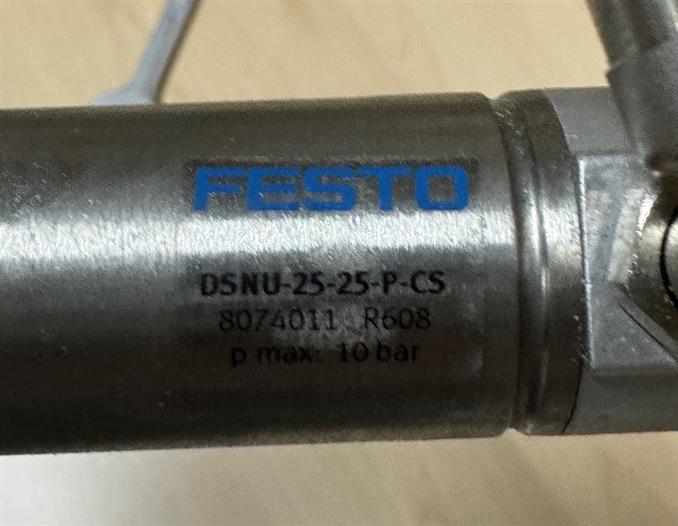 FESTO
DSNU-25-25-P-CS
8074011 R608
p max: 10 bar